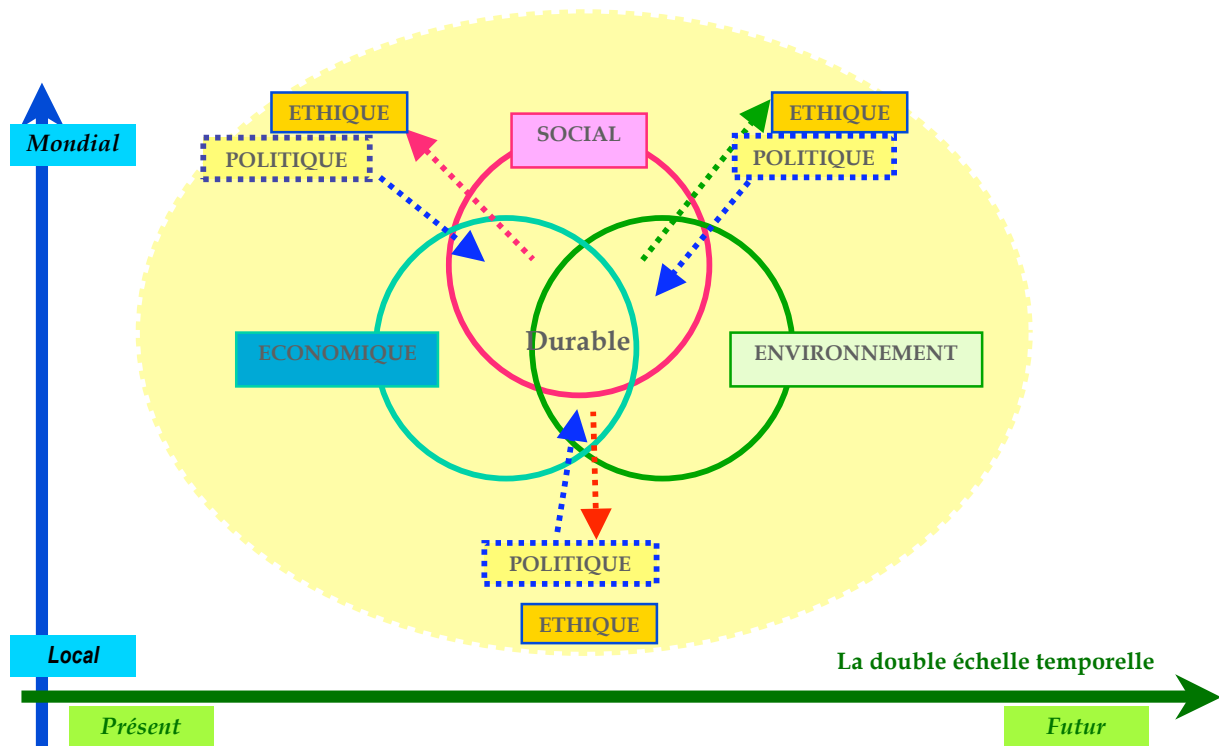 ETHIQUE
ETHIQUE
Mondial
SOCIAL
POLITIQUE
POLITIQUE
Durable
ECONOMIQUE
ENVIRONNEMENT
POLITIQUE
ETHIQUE
Local
La double échelle temporelle
Présent
Futur